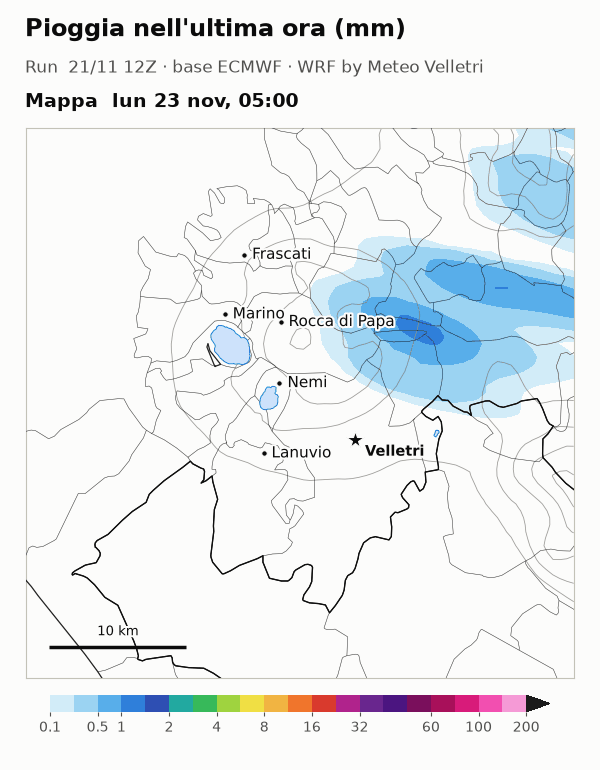 Pioggia nell'ultima ora (mm)
Run  21/11 12Z · base ECMWF · WRF by Meteo Velletri
Mappa  lun 23 nov, 05:00
Frascati
Marino
Rocca di Papa
Nemi
Velletri
Lanuvio
10 km
0.1 0.5 1 2 4 8 16 32 60 100 200